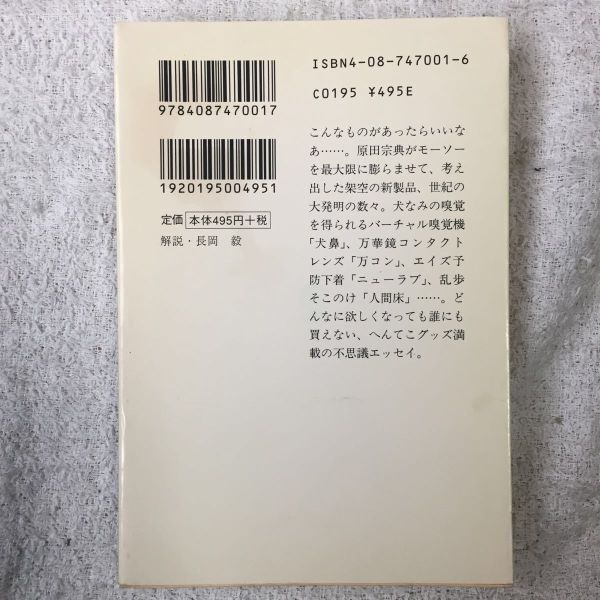 ISBN4-08-747001-6
C0195 ¥495E
9784087470017
1920195004951
定価 本体495円+税
解説・長岡 毅
こんなものがあったらいいな
あ……。原田宗典がモーソー
を最大限に膨らませて、考え
出した架空の新製品、世紀の
大発明の数々。犬なみの嗅覚
を得られるバーチャル嗅覚機
「犬鼻」、万華鏡コンタクト
レンズ「万コン」、エイズ予
防下着「ニューラブ」、乱歩
そこのけ「人間床」……。ど
んなに欲しくなっても誰にも
買えない、へんてこグッズ満
載の不思議エッセイ。